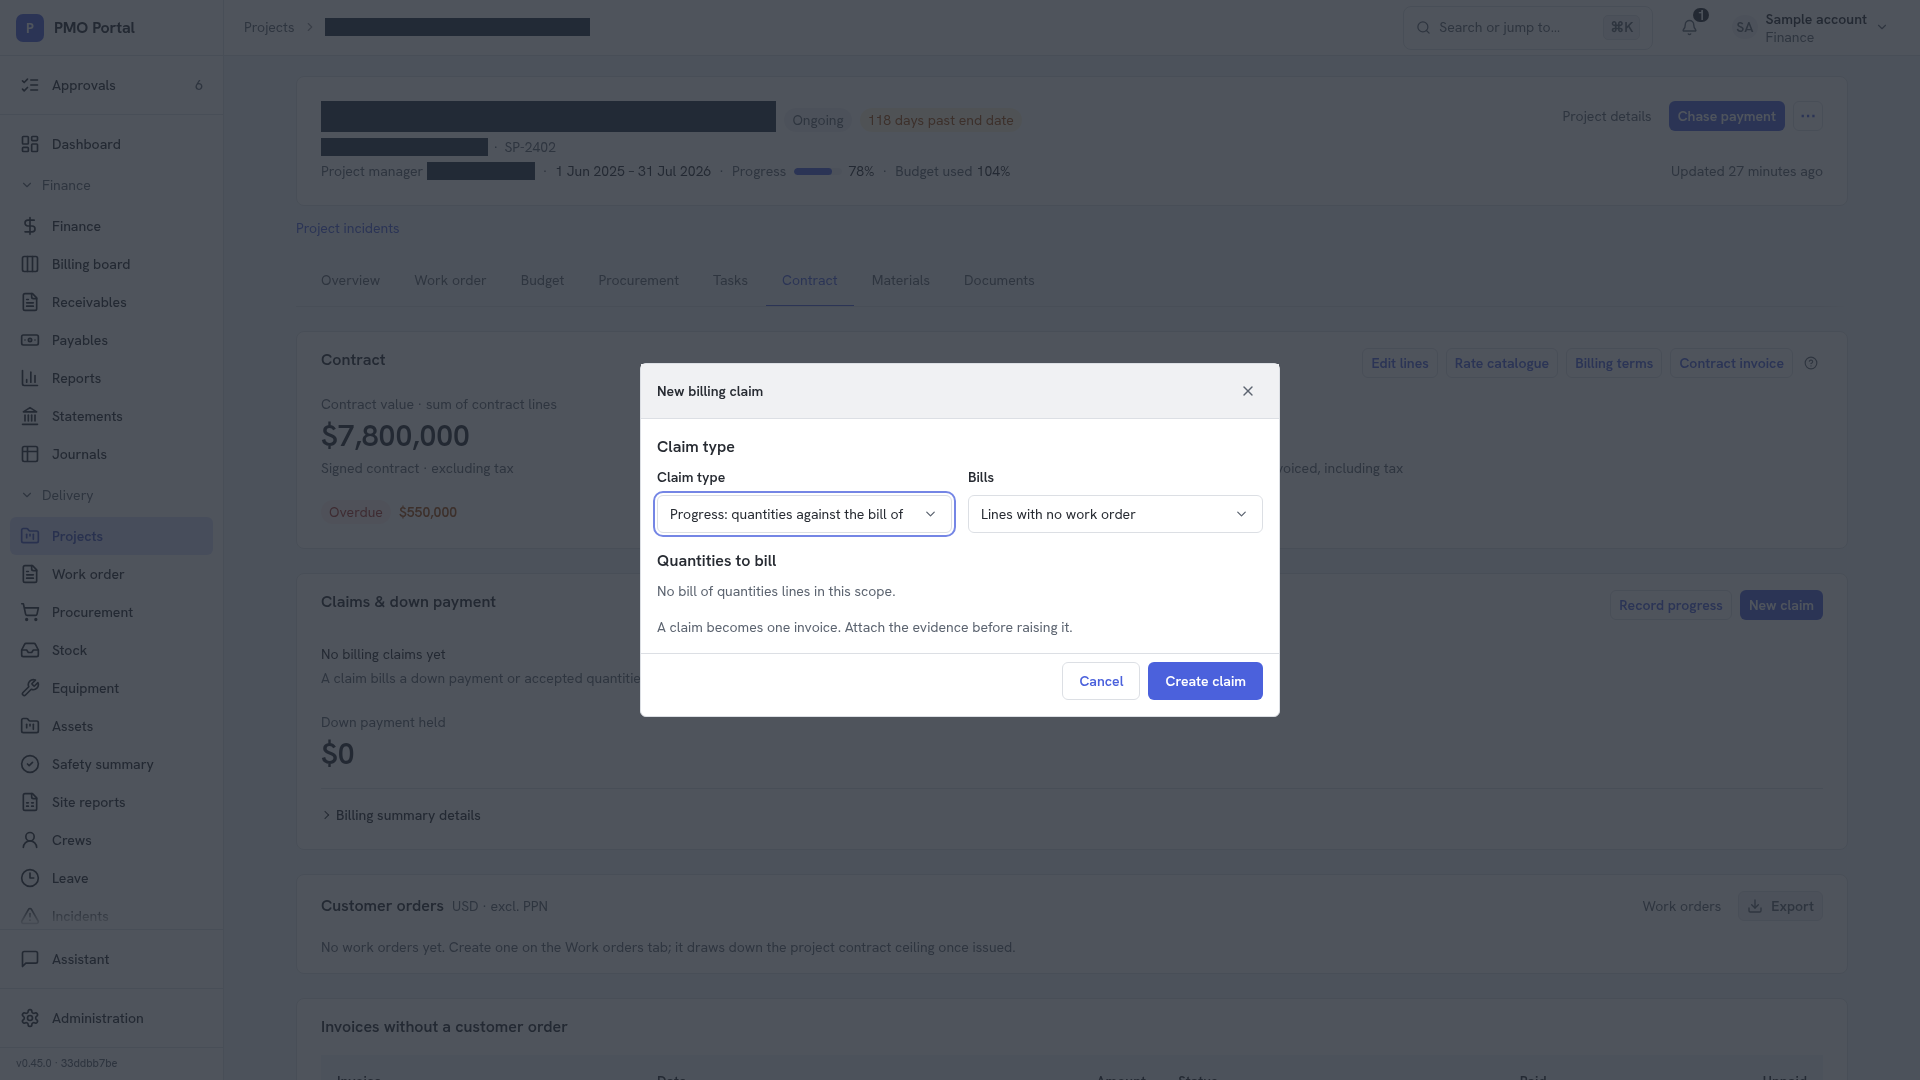 P PMO Portal
Projects
Search or jump to... ⌘K
1
SA Sample account
Finance
Approvals 6
Dashboard
Finance
Finance
Billing board
Receivables
Payables
Reports
Statements
Journals
Delivery
Projects
Work order
Procurement
Stock
Equipment
Assets
Safety summary
Site reports
Crews
Leave
Incidents
Assistant
Administration
v0.45.0 · 33ddbb7be
Ongoing 118 days past end date
Project details Chase payment ···
· SP-2402
Project manager · 1 Jun 2025 – 31 Jul 2026 · Progress 78% · Budget used 104%
Updated 27 minutes ago
Project incidents
Overview Work order Budget Procurement Tasks Contract Materials Documents
Contract
Edit lines Rate catalogue Billing terms Contract invoice
Contract value · sum of contract lines
$7,800,000
Signed contract · excluding tax
voiced, including tax
Overdue $550,000
New billing claim
Claim type
Claim type Bills
Progress: quantities against the bill of Lines with no work order
Quantities to bill
No bill of quantities lines in this scope.
A claim becomes one invoice. Attach the evidence before raising it.
Cancel Create claim
Claims & down payment
Record progress New claim
No billing claims yet
A claim bills a down payment or accepted quantitie
Down payment held
$0
Billing summary details
Customer orders USD · excl. PPN
Work orders Export
No work orders yet. Create one on the Work orders tab; it draws down the project contract ceiling once issued.
Invoices without a customer order
Invoice Date Amount Status Paid Unpaid